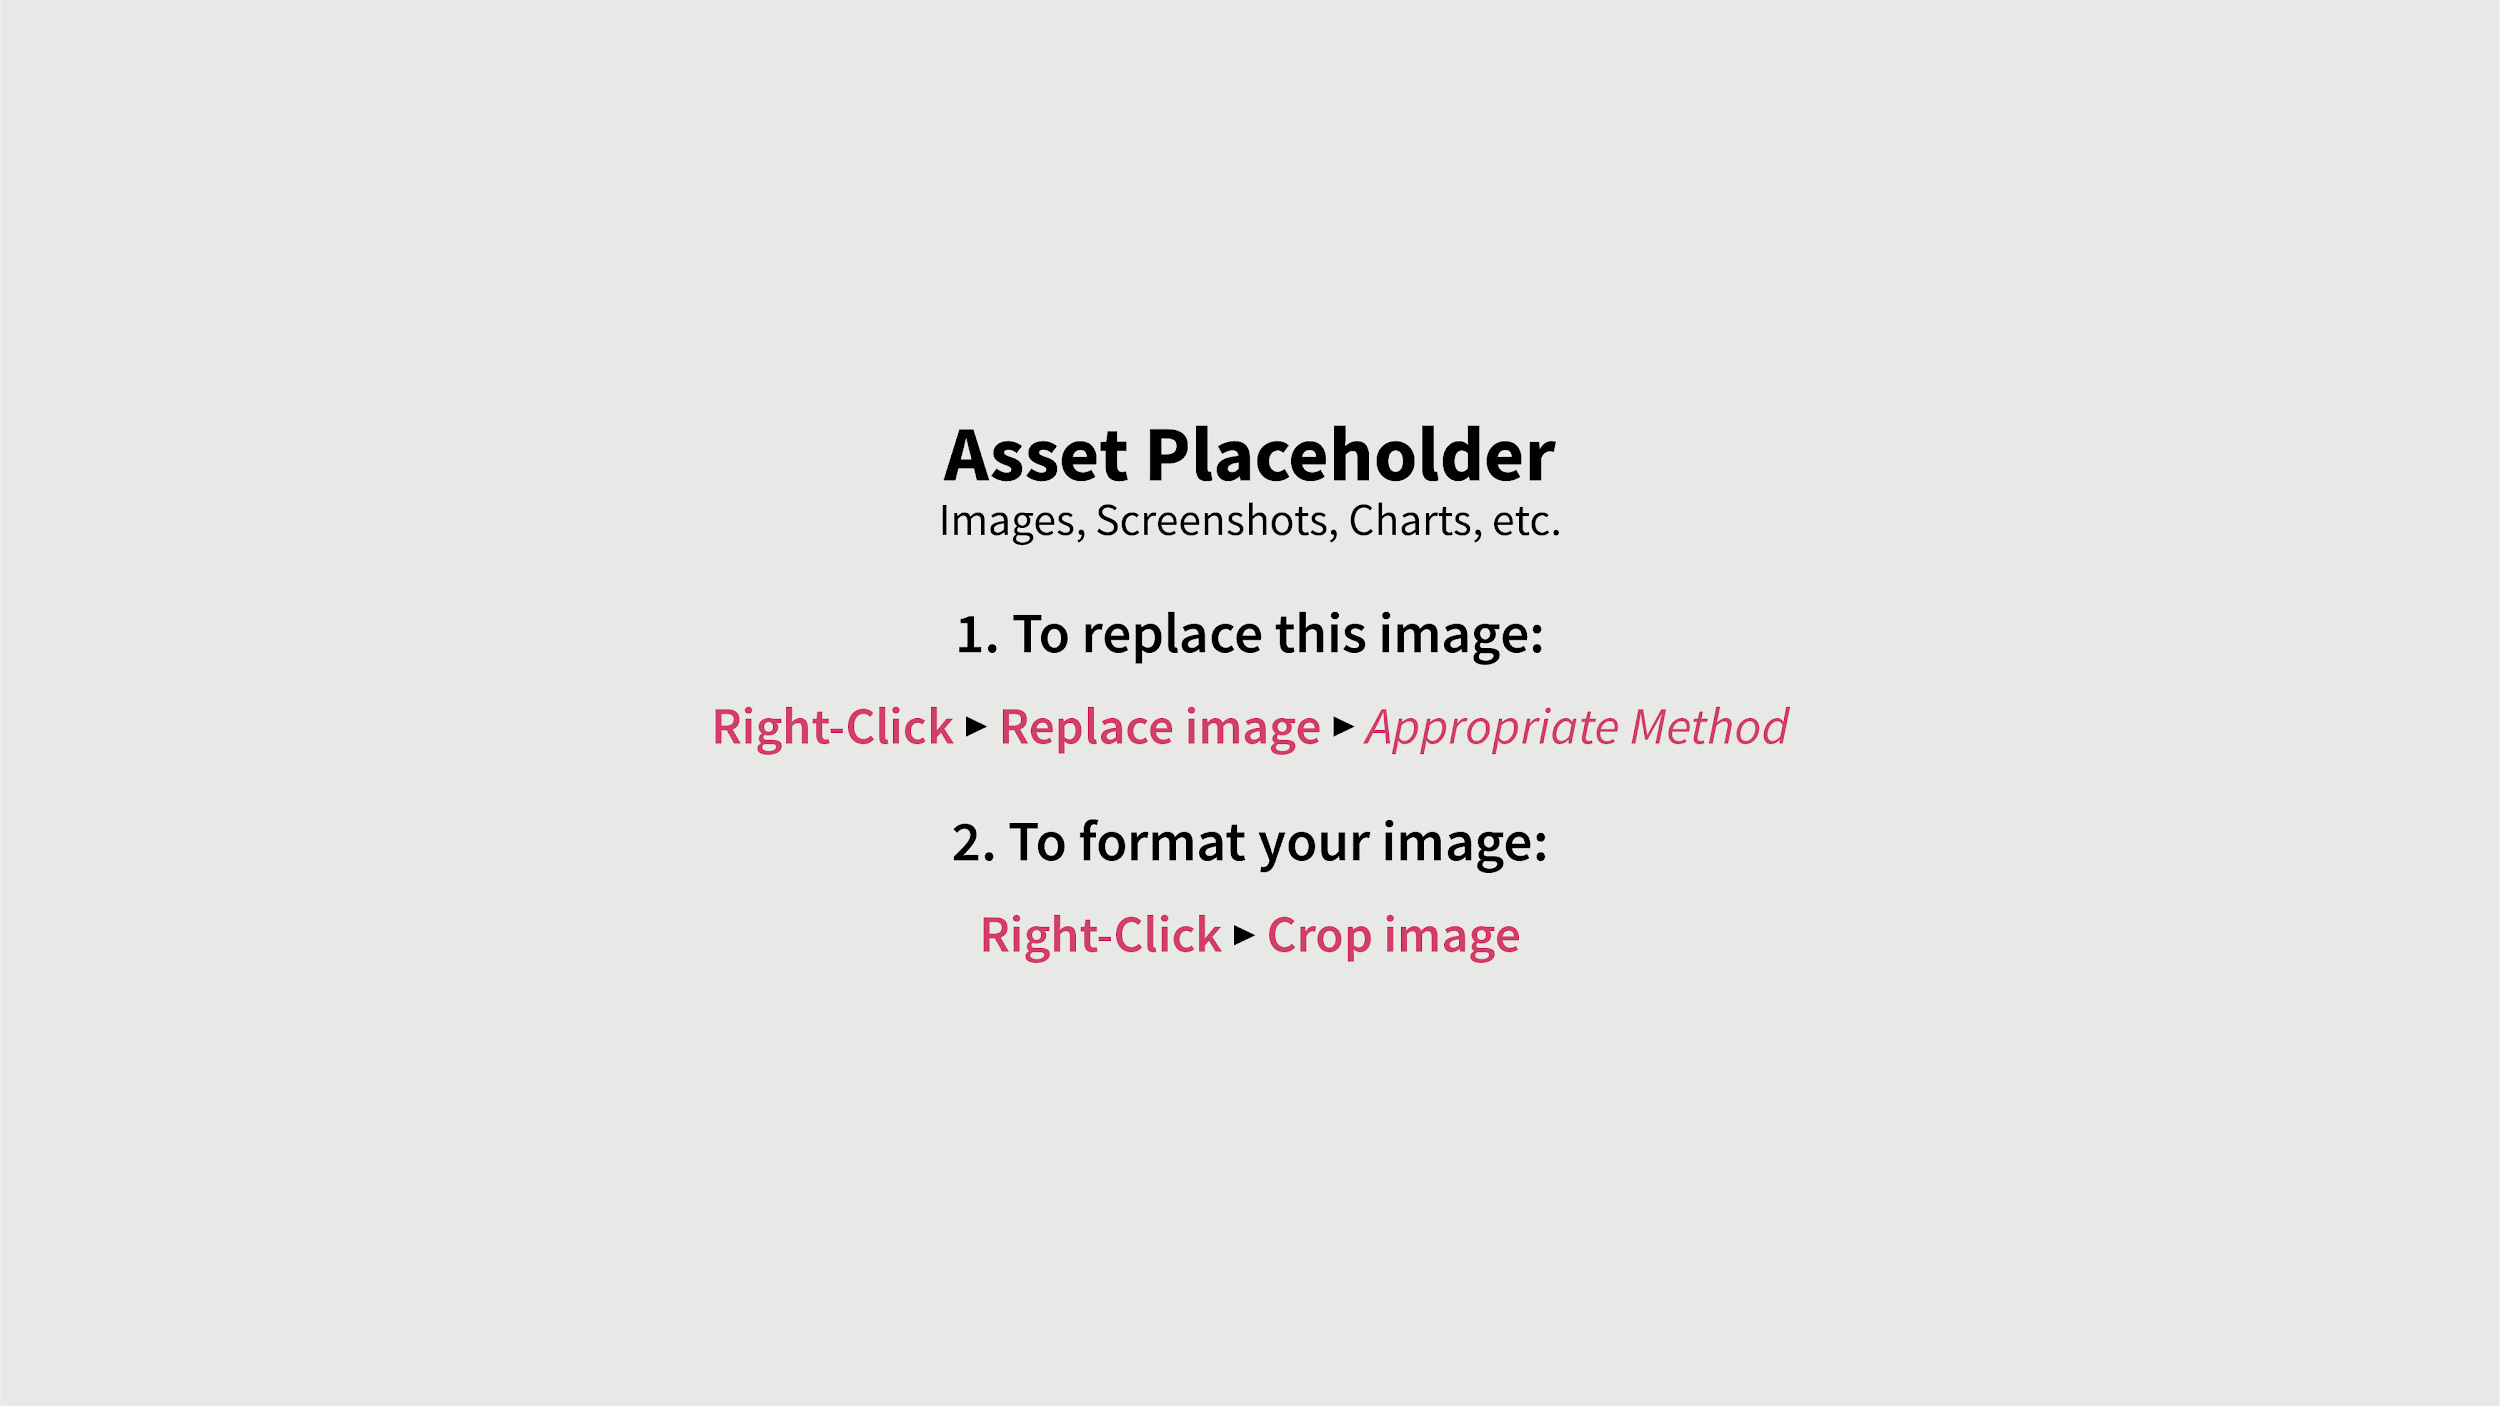 Asset Placeholder
Images, Screenshots, Charts, etc.
1. To replace this image:
Right-Click ▶ Replace image ▶ Appropriate Method
2. To format your image:
Right-Click ▶ Crop image